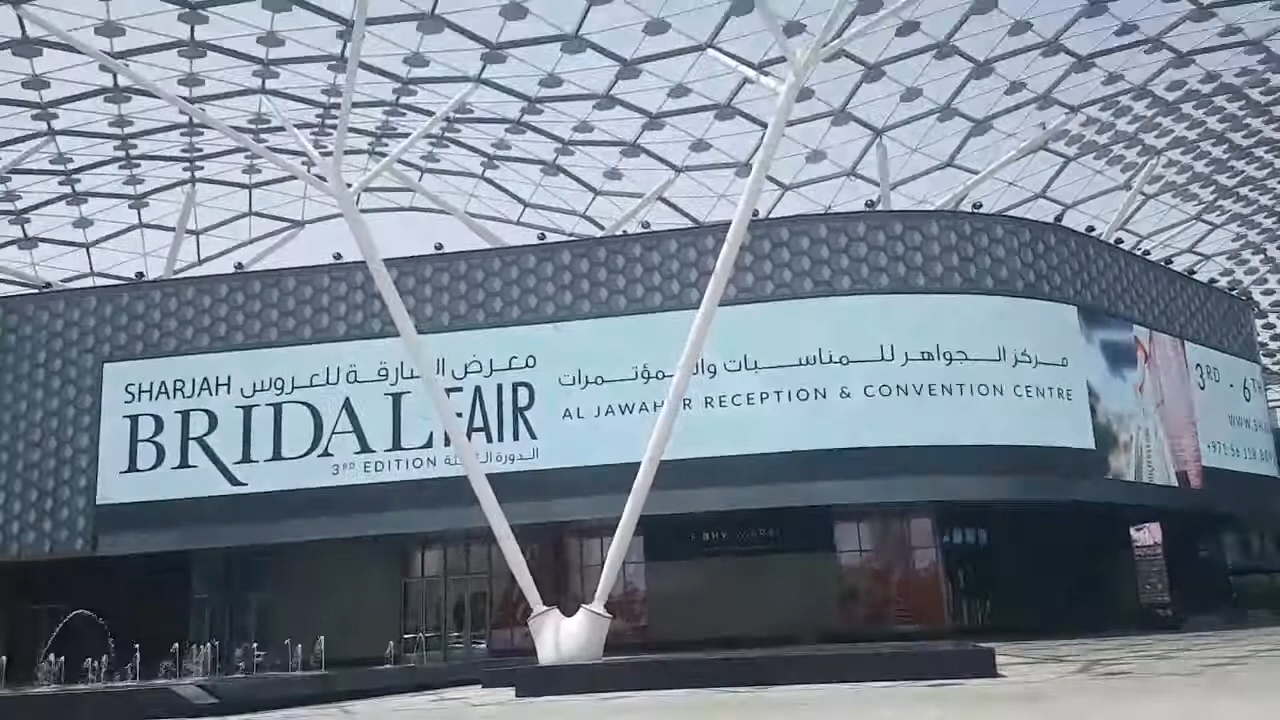 معرض الشارقة للعروس
SHARJAH
BRIDAL FAIR
3RD EDITION الدورة
مركز الجواهر للمناسبات والمؤتمرات
AL JAWAHER RECEPTION & CONVENTION CENTRE
3RD - 6TH